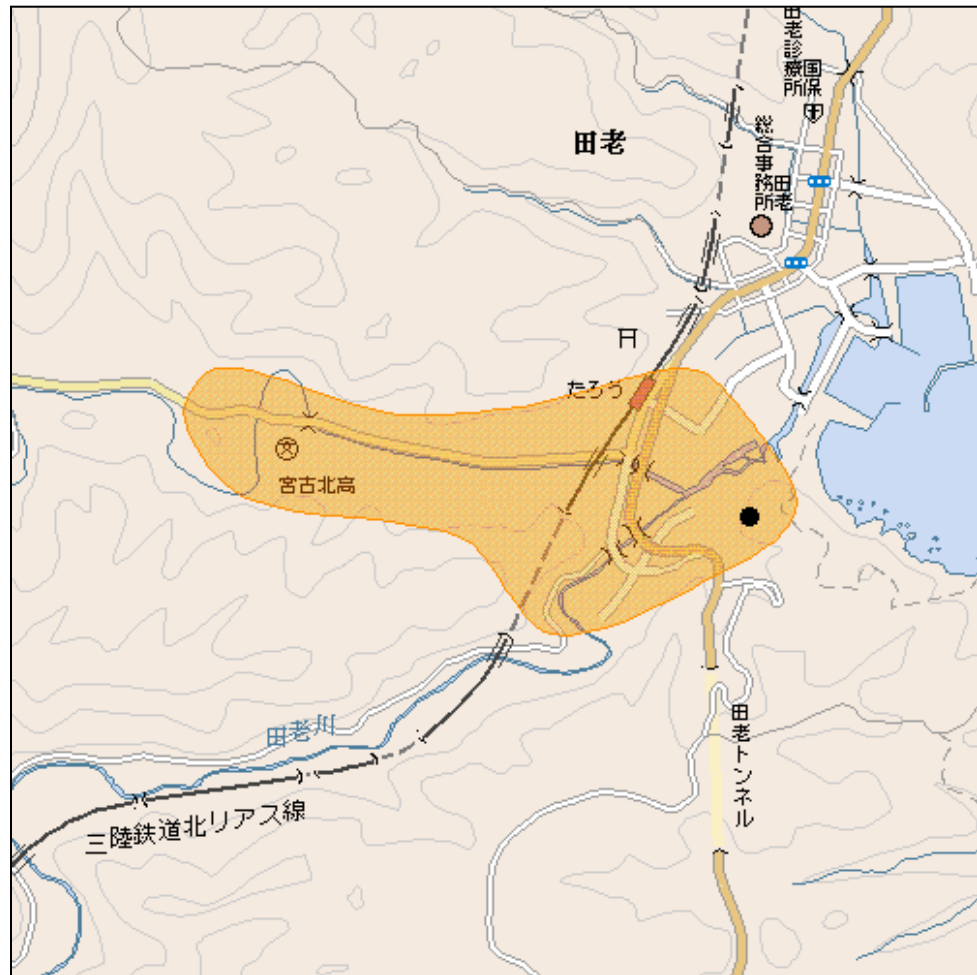 国保
田老診療所
田老
田老
総合事務所
たろう
宮古北高
田老川
田老トンネル
三陸鉄道北リアス線